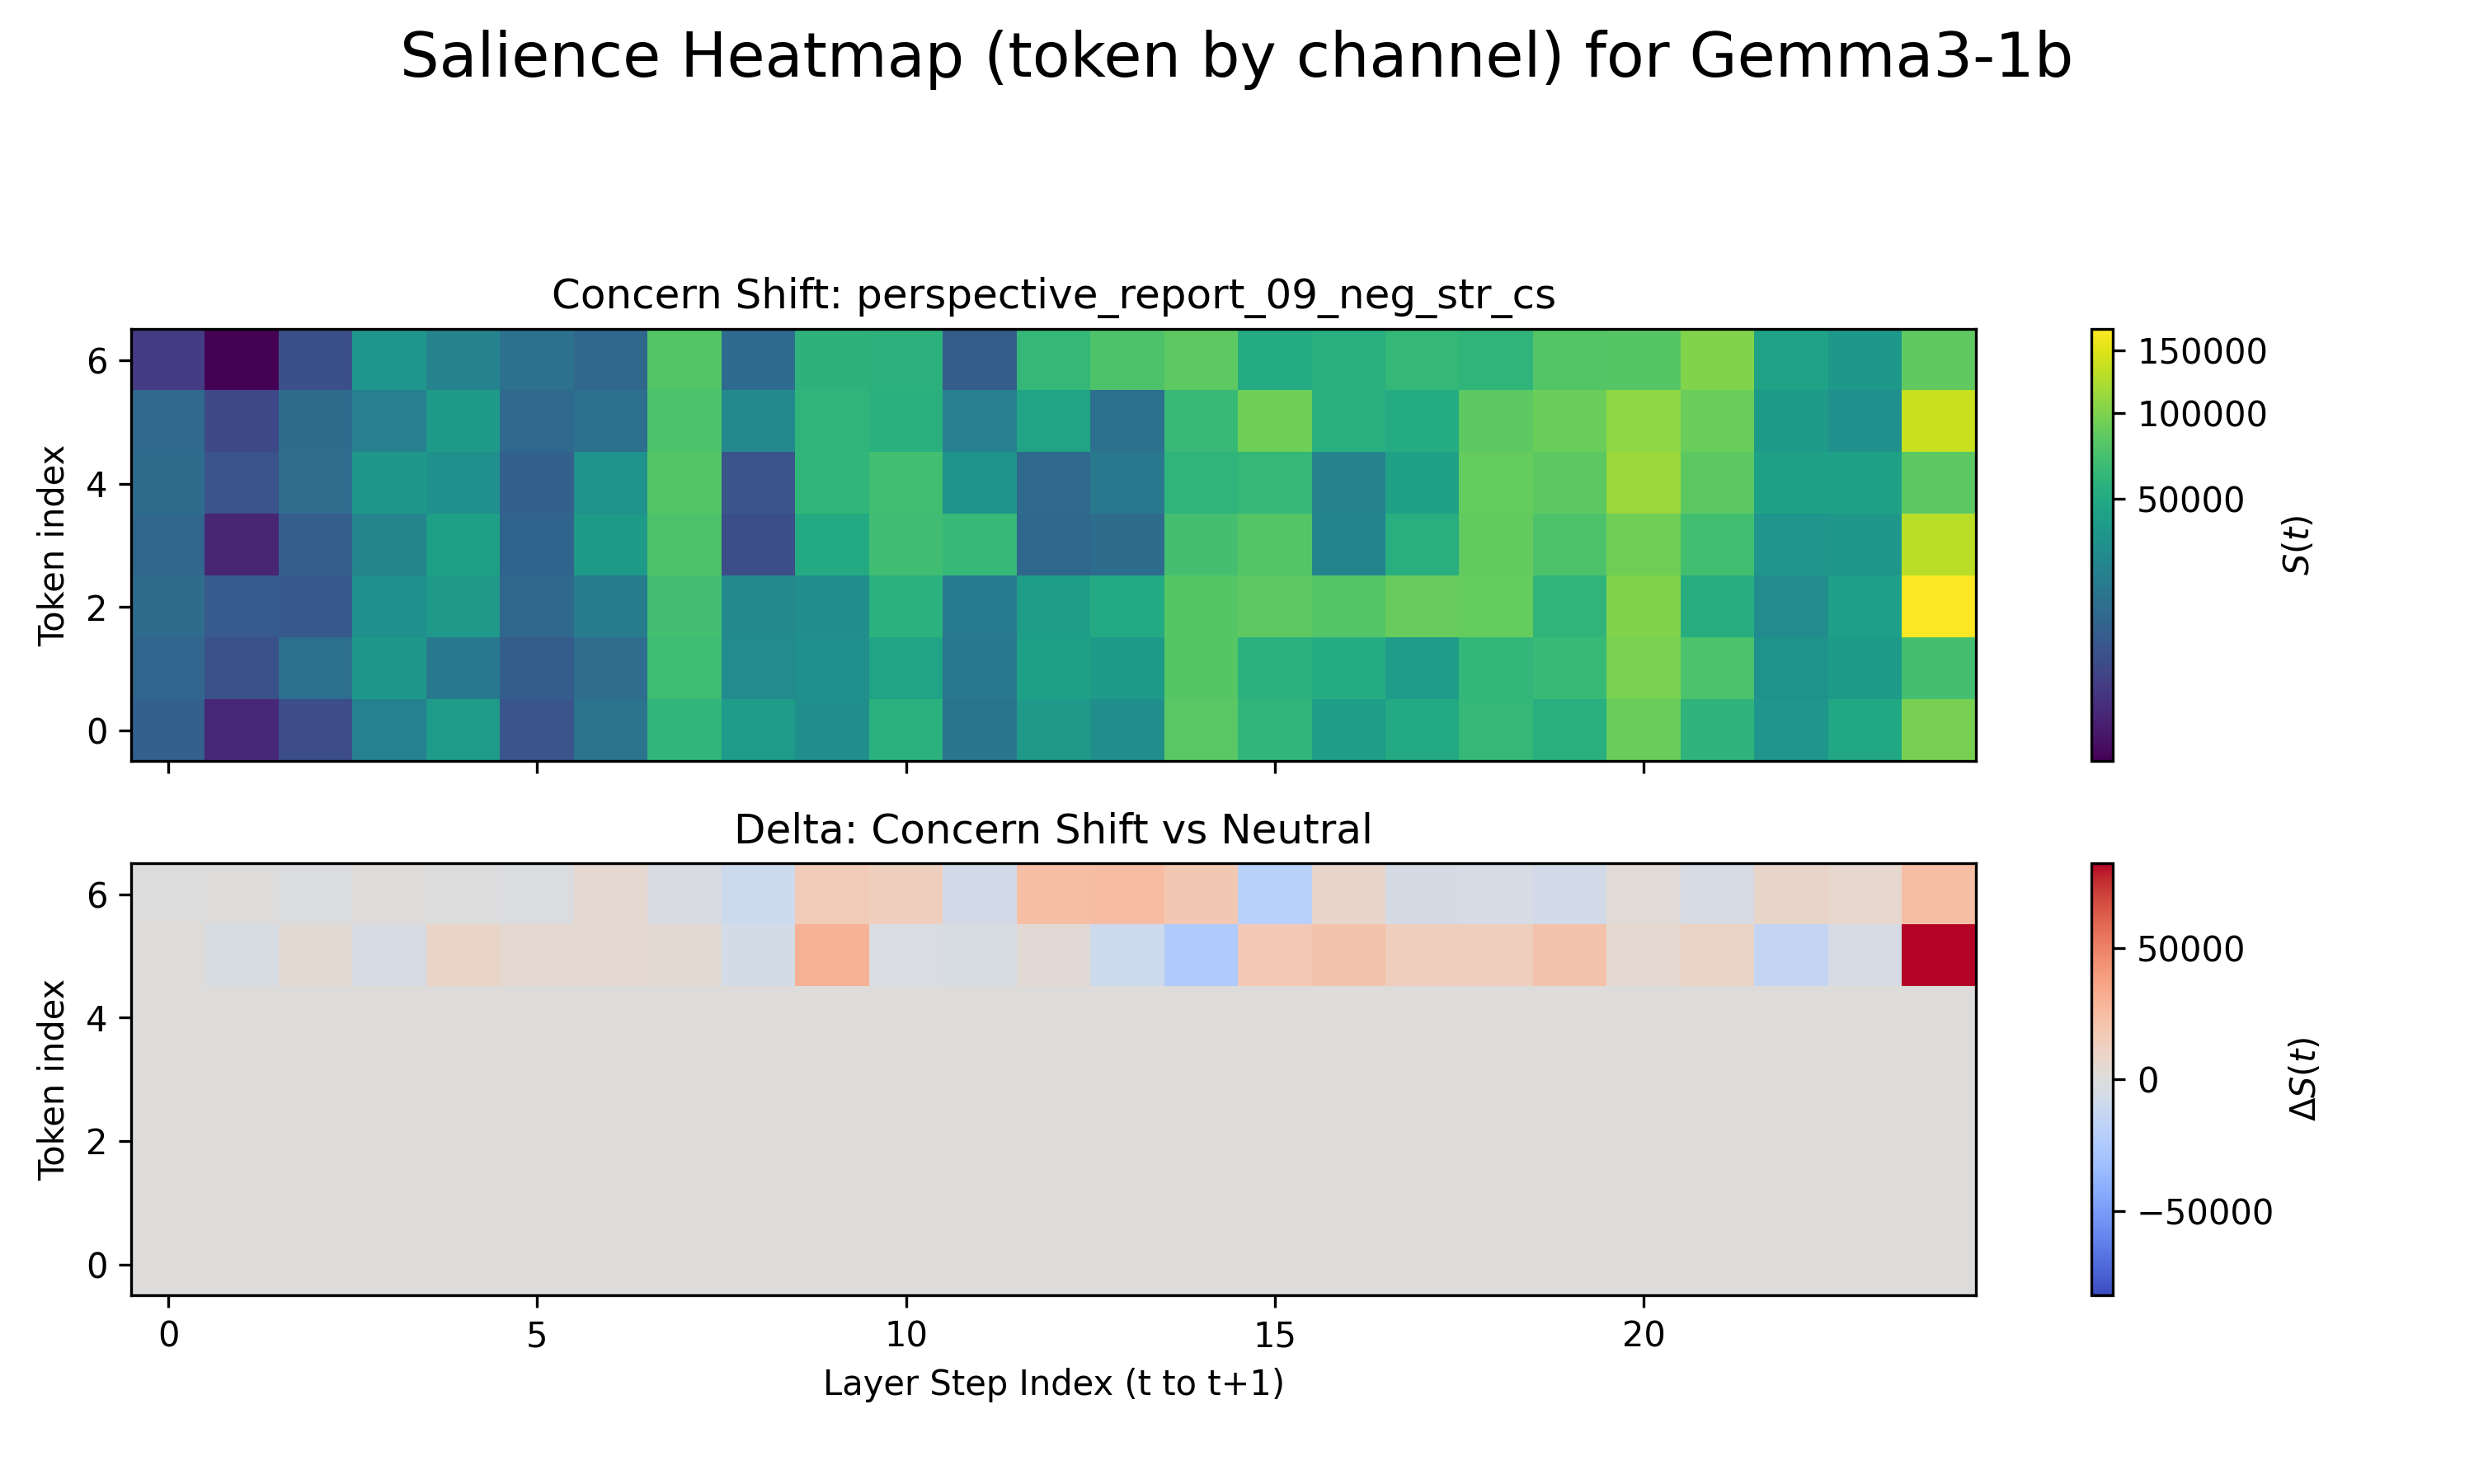 Salience Heatmap (token by channel) for Gemma3-1b
Concern Shift: perspective_report_09_neg_str_cs
Token index
6
4
2
0
150000
100000
50000
S(t)
Delta: Concern Shift vs Neutral
Token index
6
4
2
0
0
5
10
15
20
Layer Step Index (t to t+1)
50000
0
−50000
ΔS(t)